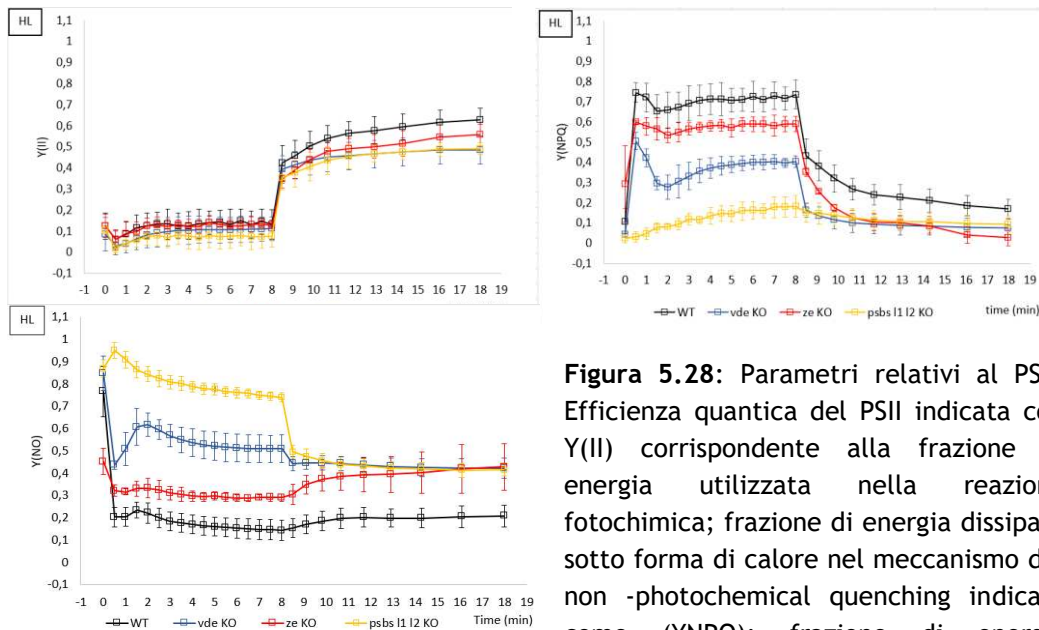 HL
Y(II)
1,1
1
0,9
0,8
0,7
0,6
0,5
0,4
0,3
0,2
0,1
0
-0,1
-1 0 1 2 3 4 5 6 7 8 9 10 11 12 13 14 15 16 17 18 19
HL
Y(NPQ)
1,1
1
0,9
0,8
0,7
0,6
0,5
0,4
0,3
0,2
0,1
0
-0,1
-1 0 1 2 3 4 5 6 7 8 9 10 11 12 13 14 15 16 17 18 19
WT vde KO ze KO psbs l1 l2 KO time (min)
HL
Y(NO)
1,1
1
0,9
0,8
0,7
0,6
0,5
0,4
0,3
0,2
0,1
0
-0,1
-1 0 1 2 3 4 5 6 7 8 9 10 11 12 13 14 15 16 17 18 19
WT vde KO ze KO psbs l1 l2 KO Time (min)
Figura 5.28: Parametri relativi al PS
Efficienza quantica del PSII indicata co
Y(II) corrispondente alla frazione
energia utilizzata nella reazion
fotochimica; frazione di energia dissipa
sotto forma di calore nel meccanismo d
non -photochemical quenching indica
come (YNPQ); frazione di energ